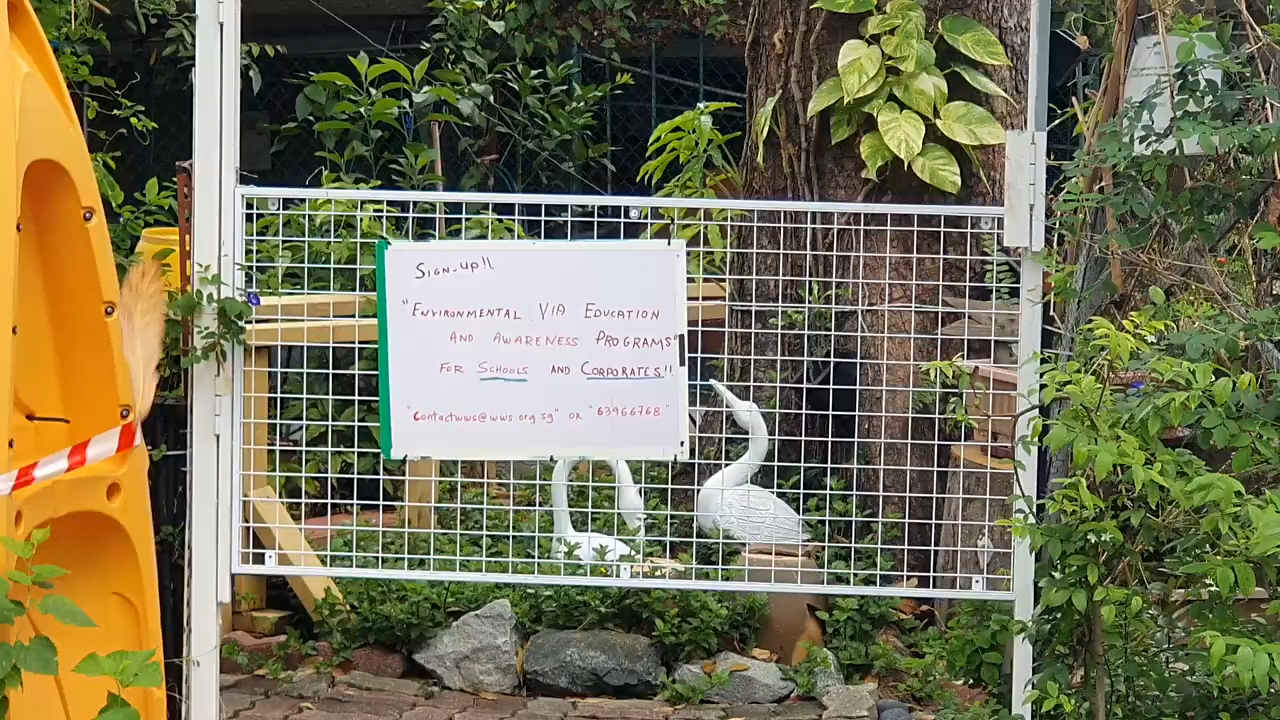 SIGN-UP!!
"ENVIRONMENTAL VIA EDUCATION
AND AWARENESS PROGRAMS"
FOR SCHOOLS AND CORPORATES!!
"Contactwws@wws.org.sg" OR "63966768"